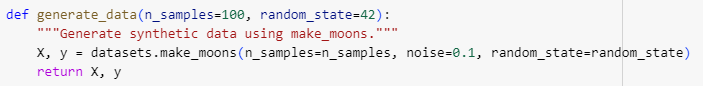 def generate_data(n_samples=100, random_state=42):
    """Generate synthetic data using make_moons."""
    X, y = datasets.make_moons(n_samples=n_samples, noise=0.1, random_state=random_state)
    return X, y